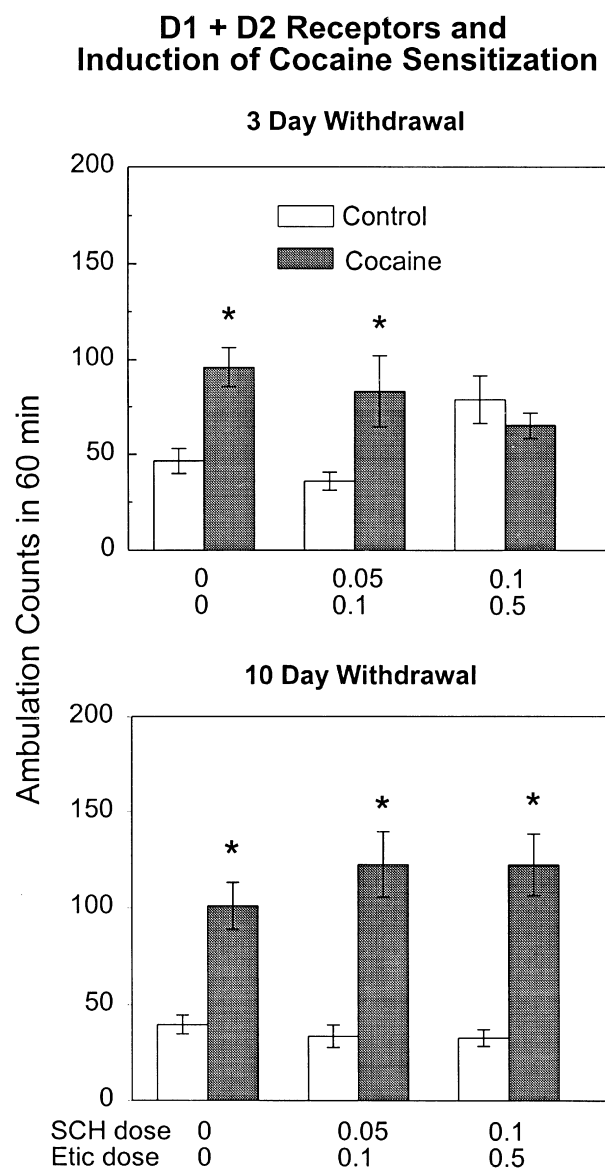 D1 + D2 Receptors and
Induction of Cocaine Sensitization
3 Day Withdrawal
200
150
100
50
0
Control
Cocaine
*
*
0 0.05 0.1
0 0.1 0.5
Ambulation Counts in 60 min
10 Day Withdrawal
200
150
100
50
0
*
*
*
SCH dose 0 0.05 0.1
Etic dose 0 0.1 0.5